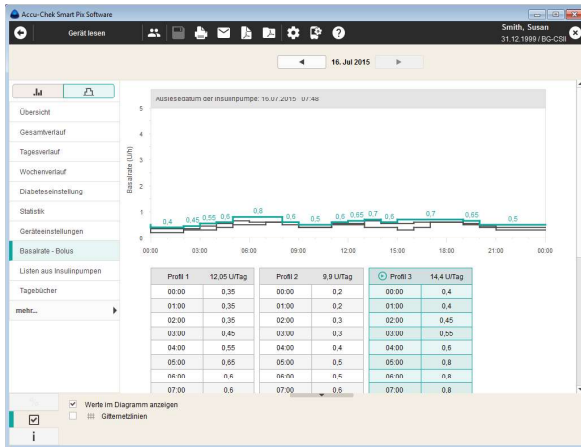 Accu-Chek Smart Pix Software
Gerät lesen
Smith, Susan
31.12.1999 / BG-CSII
16. Jul 2015
Übersicht
Gesamtverlauf
Tagesverlauf
Wochenverlauf
Diabeteseinstellung
Statistik
Geräteeinstellungen
Basalrate - Bolus
Listen aus Insulinpumpen
Tagebücher
mehr...
Auslesedatum der Insulinpumpe: 16.07.2015 07:48
Basalrate (U/h)
5
4
3
2
1
0
0,4 0,45 0,55 0,6 0,8 0,6 0,5 0,6 0,65 0,7 0,6 0,7 0,65 0,5
00:00 03:00 06:00 09:00 12:00 15:00 18:00 21:00 00:00
Profil 1 12,05 U/Tag Profil 2 9,9 U/Tag Profil 3 14,4 U/Tag
00:00 0,35 00:00 0,2 00:00 0,4
01:00 0,35 01:00 0,2 01:00 0,4
02:00 0,35 02:00 0,3 02:00 0,45
03:00 0,45 03:00 0,3 03:00 0,55
04:00 0,55 04:00 0,4 04:00 0,6
05:00 0,65 05:00 0,5 05:00 0,8
06:00 0,6 06:00 0,5 06:00 0,8
07:00 0,6 07:00 0,6 07:00 0,8
Werte im Diagramm anzeigen
Gitternetzlinien